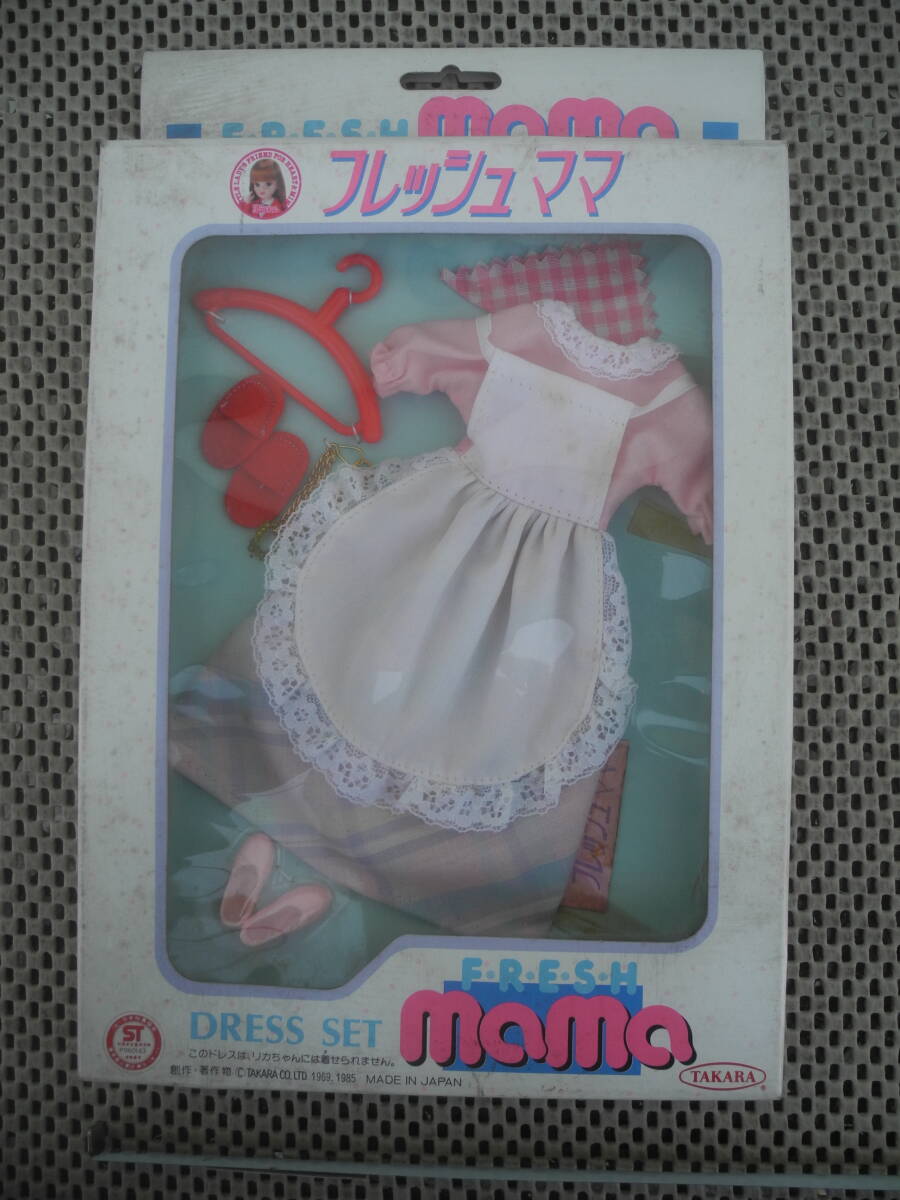 F·R·E·S·H mama
フレッシュ ママ
F·R·E·S·H
mama
DRESS SET
このドレスは、リカちゃんには着せられません。
創作・著作物 © TAKARA CO. LTD 1969, 1985 MADE IN JAPAN
ST
TAKARA